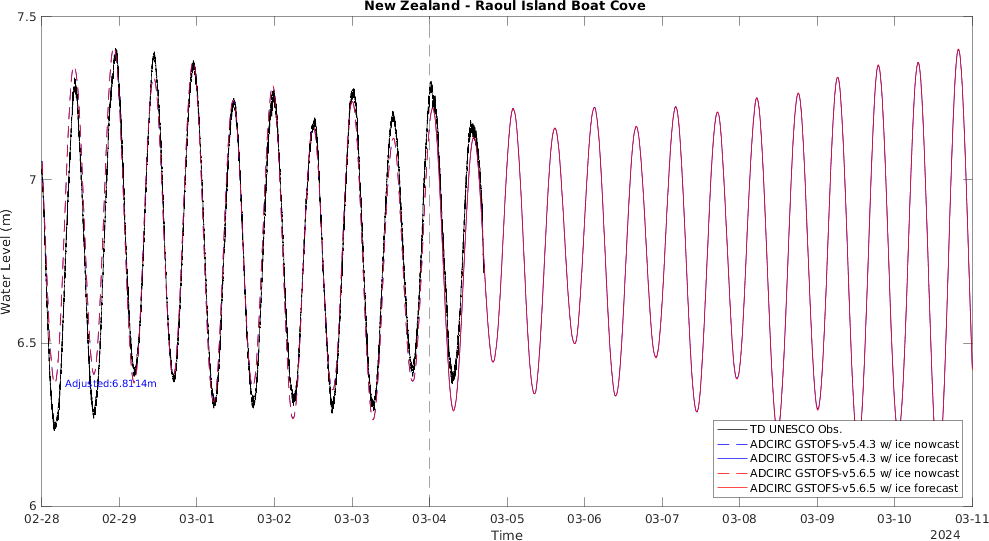 New Zealand - Raoul Island Boat Cove
7.5
7
6.5
6
Water Level (m)
Adjusted:6.8114m
TD UNESCO Obs.
ADCIRC GSTOFS-v5.4.3 w/ ice nowcast
ADCIRC GSTOFS-v5.4.3 w/ ice forecast
ADCIRC GSTOFS-v5.6.5 w/ ice nowcast
ADCIRC GSTOFS-v5.6.5 w/ ice forecast
02-28 02-29 03-01 03-02 03-03 03-04 03-05 03-06 03-07 03-08 03-09 03-10 03-11
Time
2024